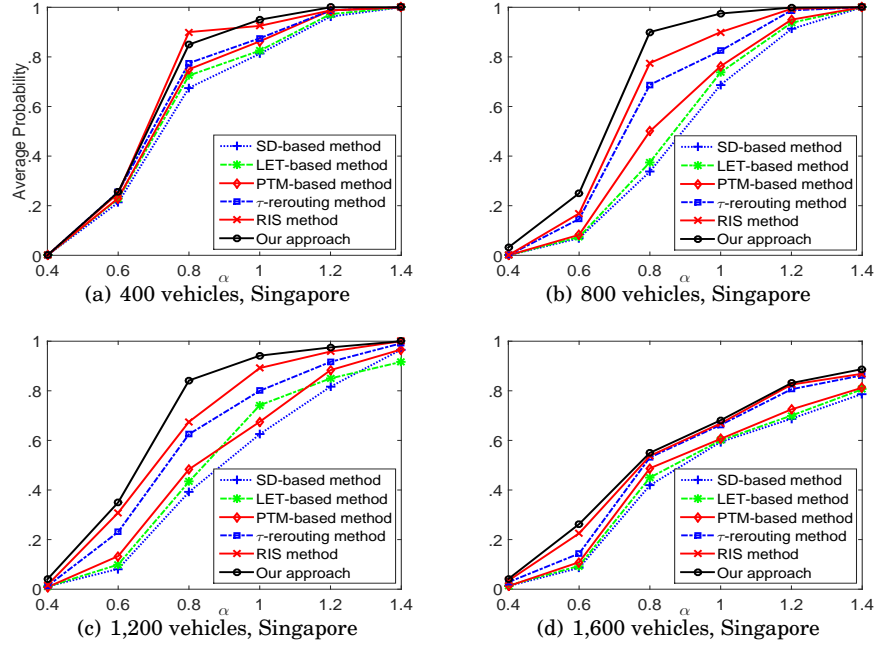 Average Probability
1
.8
.6
.4
.2
0
0.4 0.6 0.8 1 1.2 1.4
α
SD-based method
LET-based method
PTM-based method
τ-rerouting method
RIS method
Our approach
(a) 400 vehicles, Singapore
1
.8
.6
.4
.2
0
0.4 0.6 0.8 1 1.2 1.4
α
SD-based method
LET-based method
PTM-based method
τ-rerouting method
RIS method
Our approach
(b) 800 vehicles, Singapore
1
.8
.6
.4
.2
0
0.4 0.6 0.8 1 1.2 1.4
α
SD-based method
LET-based method
PTM-based method
τ-rerouting method
RIS method
Our approach
(c) 1,200 vehicles, Singapore
1
.8
.6
.4
.2
0
0.4 0.6 0.8 1 1.2 1.4
α
SD-based method
LET-based method
PTM-based method
τ-rerouting method
RIS method
Our approach
(d) 1,600 vehicles, Singapore